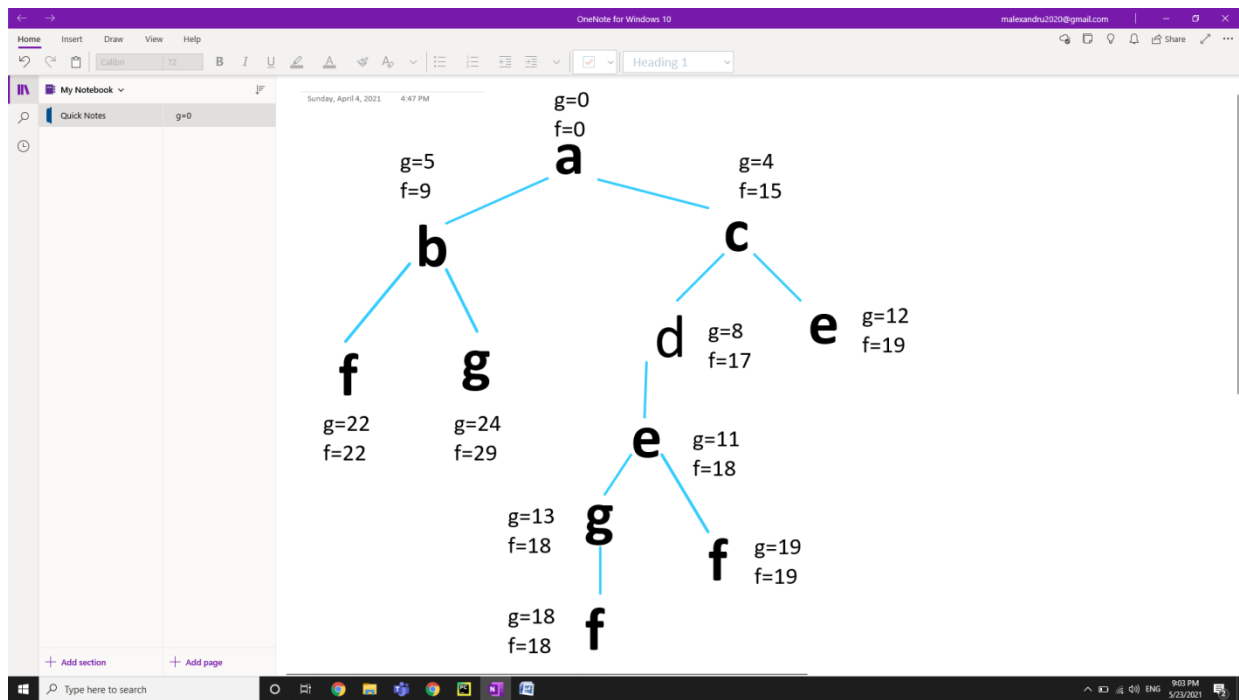 OneNote for Windows 10
malexandru2020@gmail.com
Home Insert Draw View Help
Share
Calibri 72 B I U A Heading 1
My Notebook
Quick Notes g=0
Sunday, April 4, 2021 4:47 PM
g=0
f=0
a
g=5
f=9
g=4
f=15
b
c
f
g
d
g=8
f=17
e
g=12
f=19
g=22
f=22
g=24
f=29
e
g=11
f=18
g=13
f=18
g
f
g=19
f=19
g=18
f=18
f
Add section Add page
Type here to search
ENG
9:03 PM
5/23/2021
2